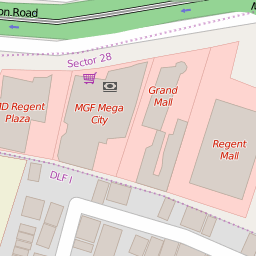 on Road
Sector 28
MGF Mega
City
Grand
Mall
D Regent
Plaza
Regent
Mall
DLF I